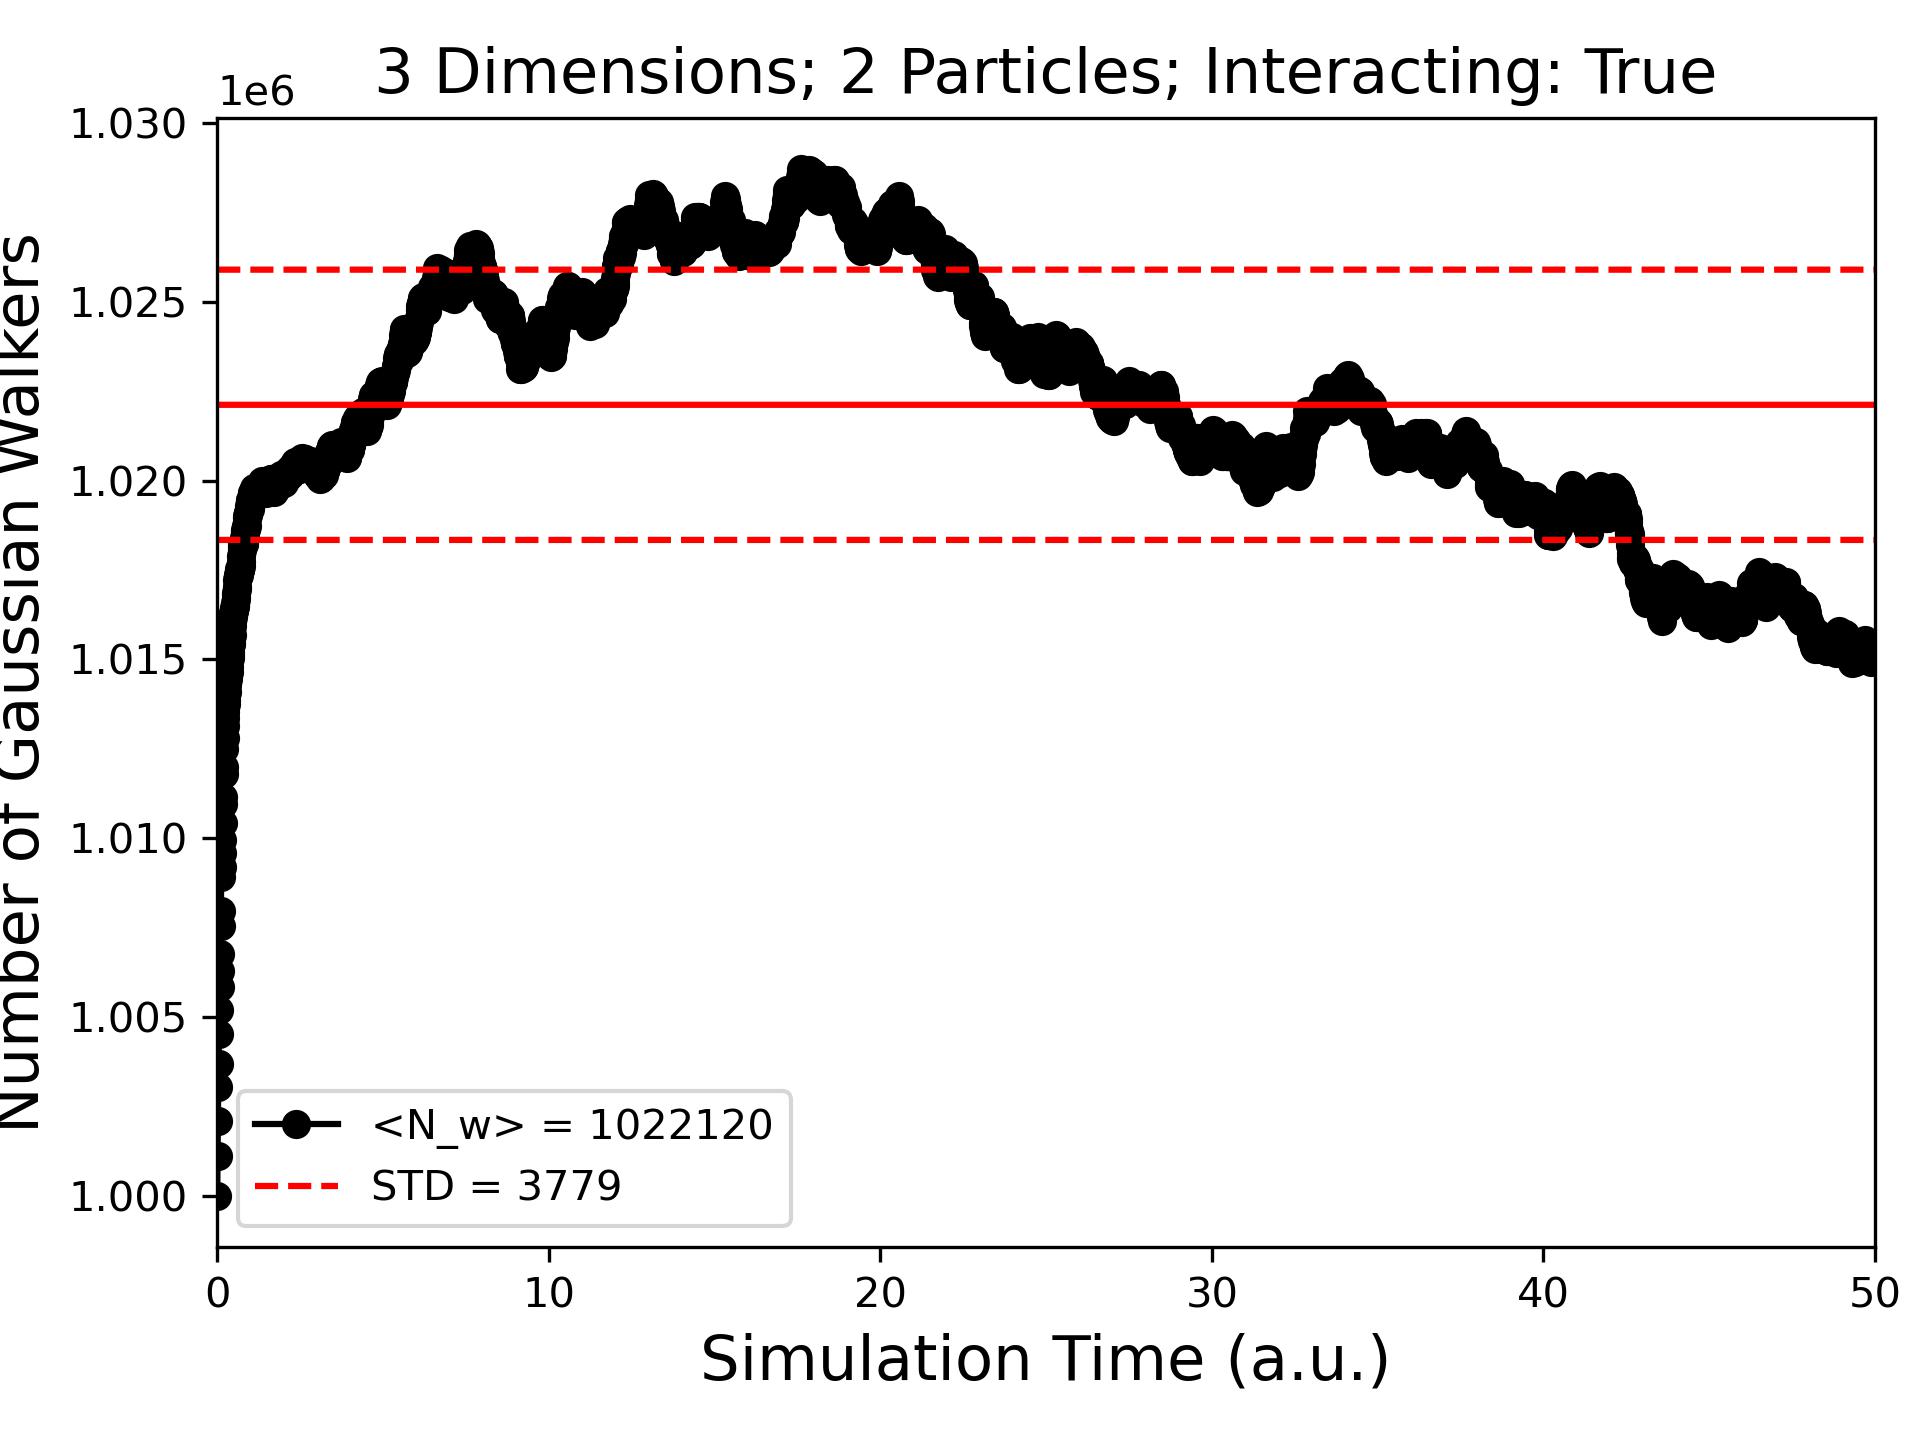 3 Dimensions; 2 Particles; Interacting: True
1e6
1.030
1.025
1.020
1.015
1.010
1.005
1.000
Number of Gaussian Walkers
<N_w> = 1022120
STD = 3779
0 10 20 30 40 50
Simulation Time (a.u.)